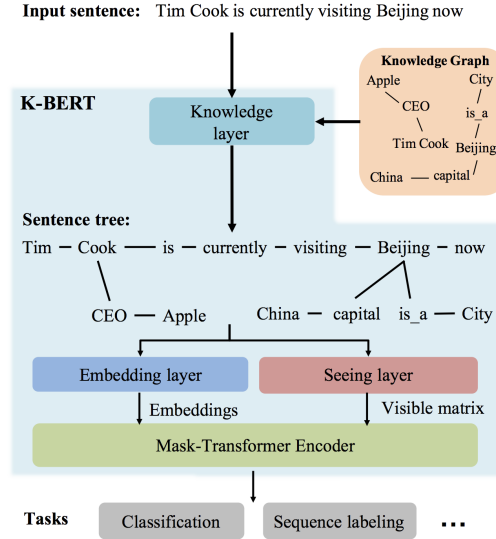 Input sentence: Tim Cook is currently visiting Beijing now
Knowledge Graph
Apple
City
CEO
is_a
Tim Cook
Beijing
China
capital
K-BERT
Knowledge
layer
Sentence tree:
Tim Cook is currently visiting Beijing now
CEO Apple China capital is_a City
Embedding layer
Seeing layer
Embeddings
Visible matrix
Mask-Transformer Encoder
Tasks
Classification
Sequence labeling
...